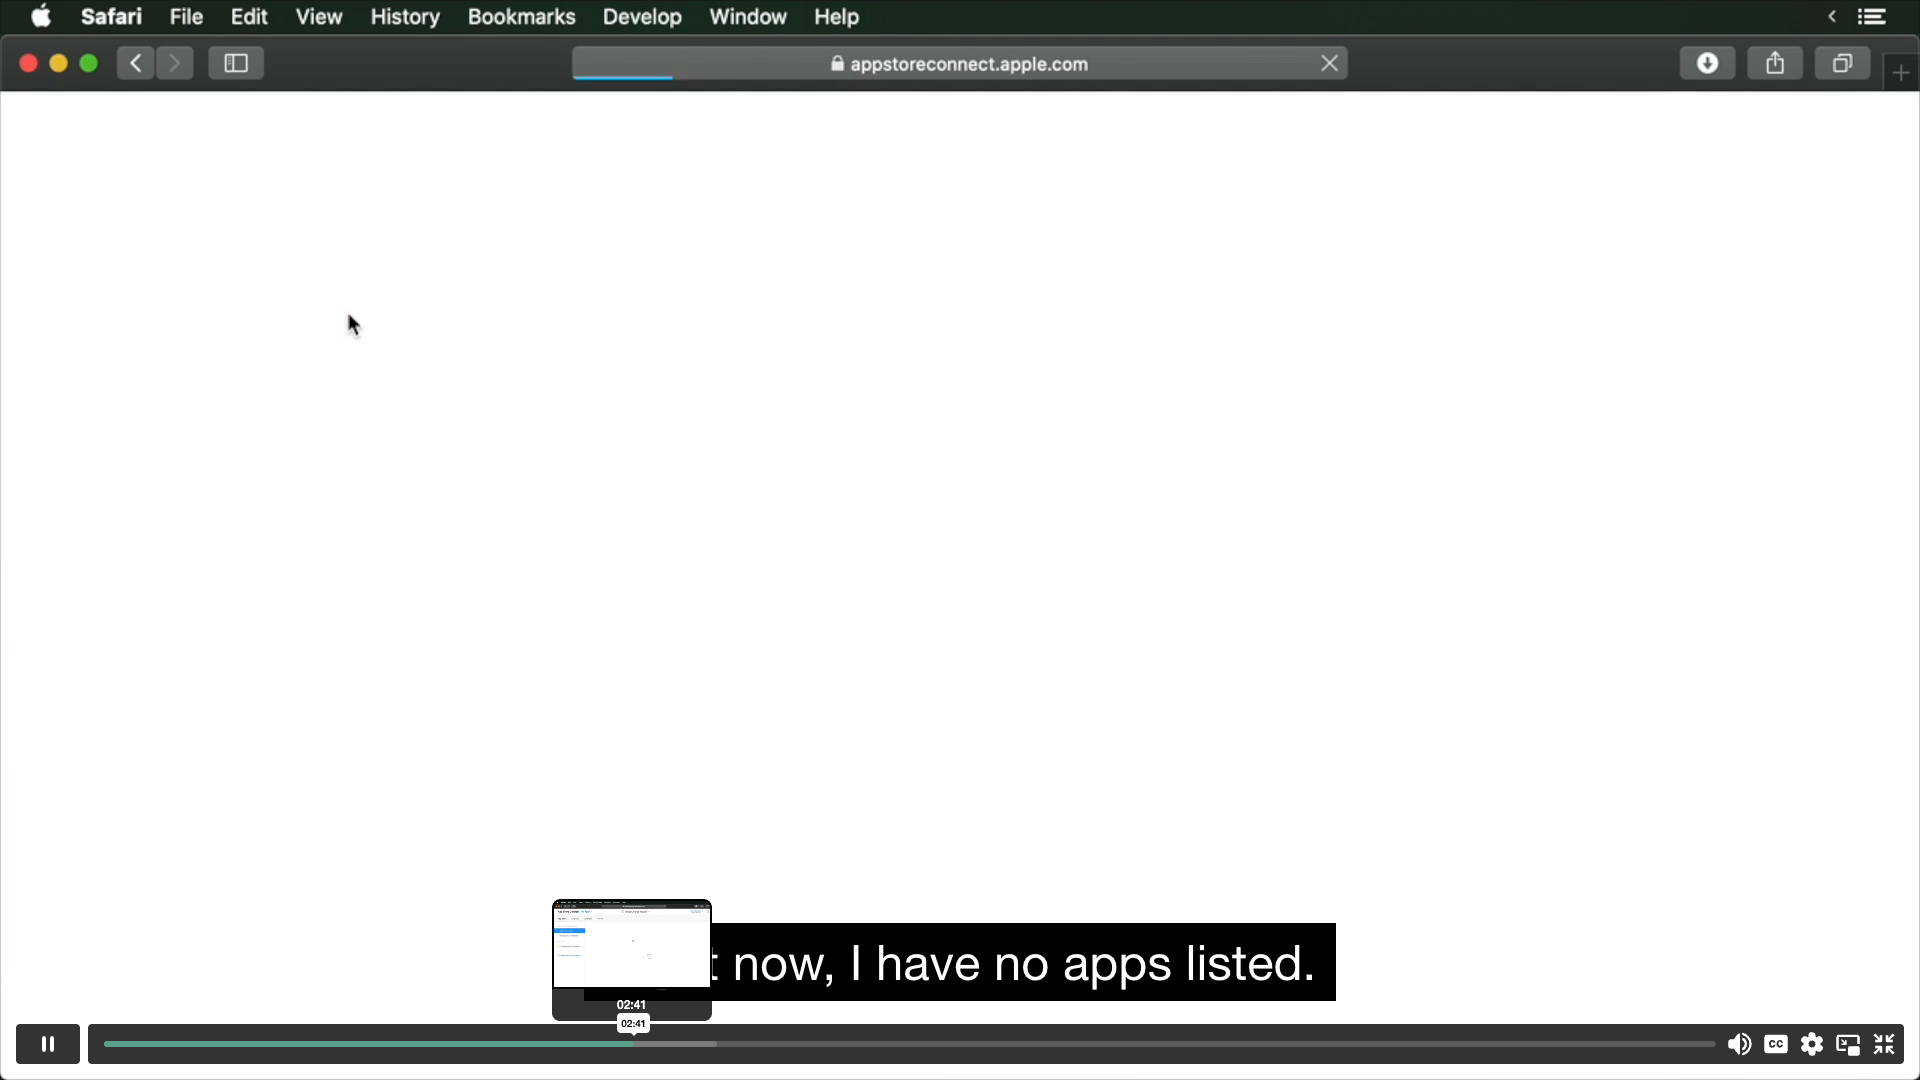 Safari File Edit View History Bookmarks Develop Window Help
appstoreconnect.apple.com
now, I have no apps listed.
02:41
02:41
CC